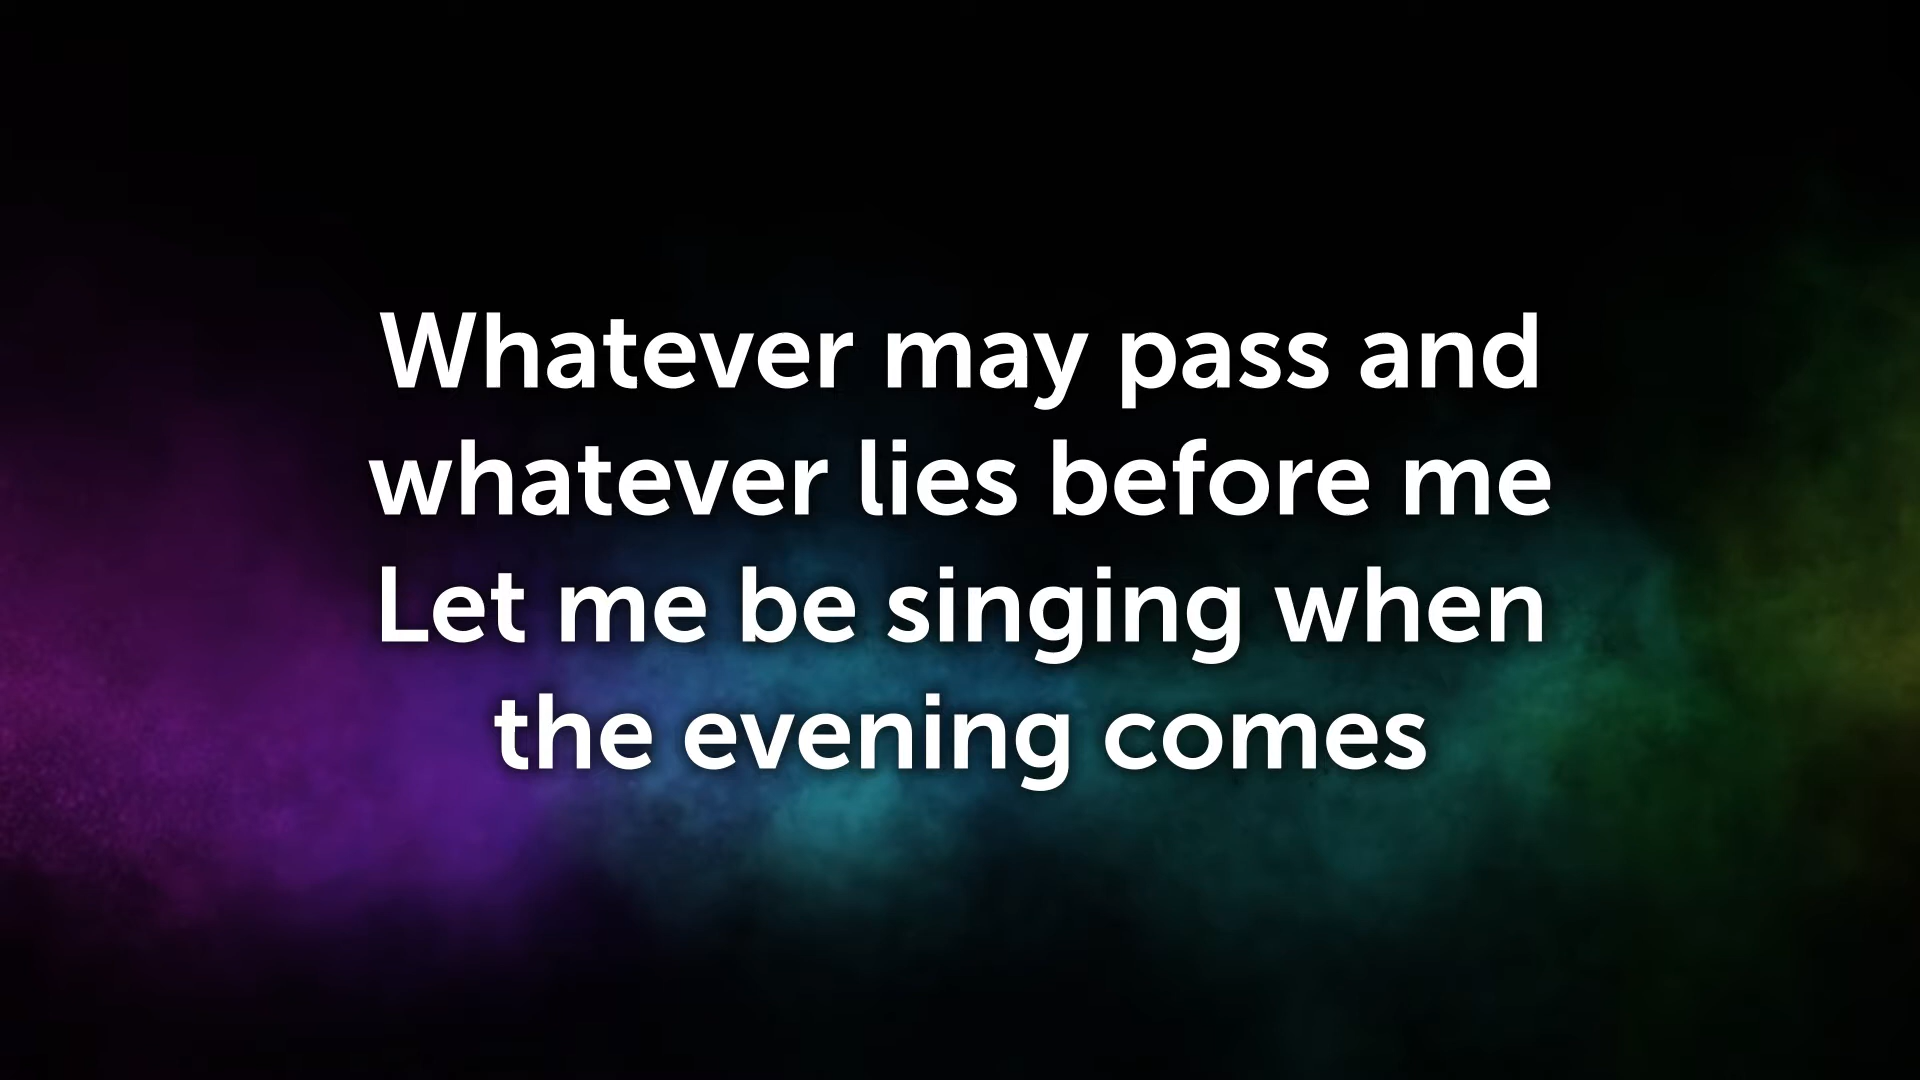 Whatever may pass and
whatever lies before me
Let me be singing when
the evening comes